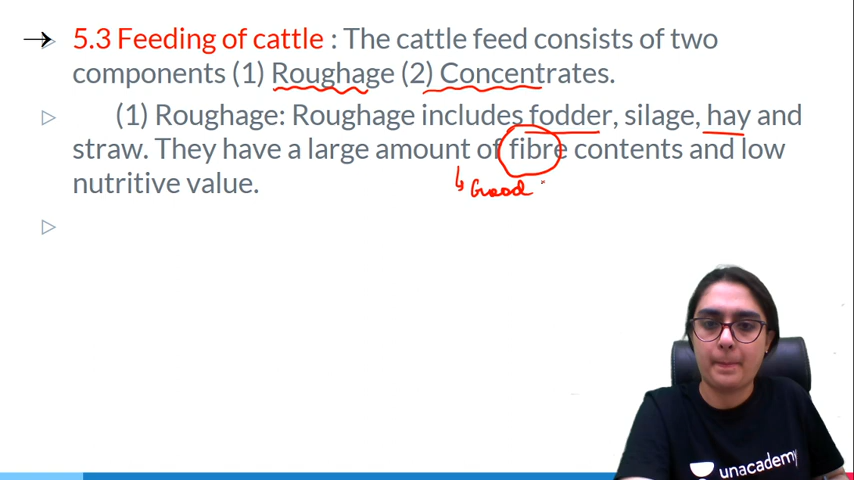 → 5.3 Feeding of cattle : The cattle feed consists of two
components (1) Roughage (2) Concentrates.
(1) Roughage: Roughage includes fodder, silage, hay and
straw. They have a large amount of fibre contents and low
nutritive value.
↳ Good
unacademy